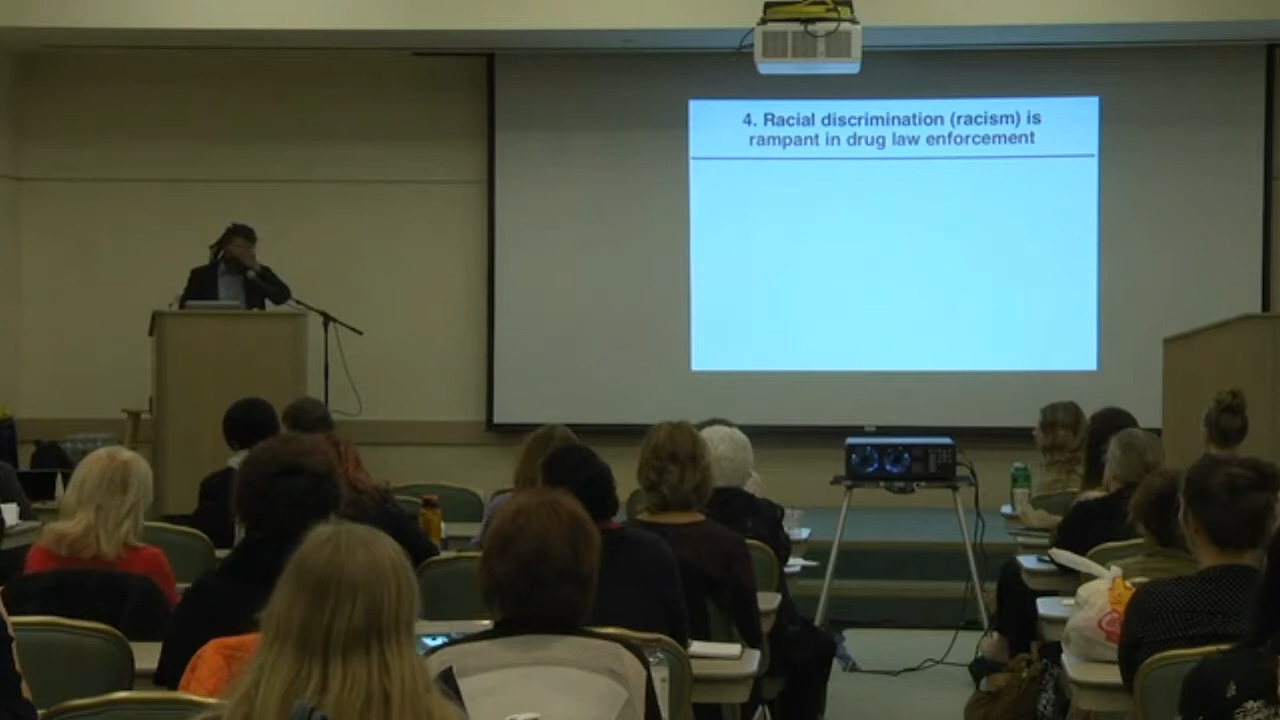 4. Racial discrimination (racism) is
rampant in drug law enforcement